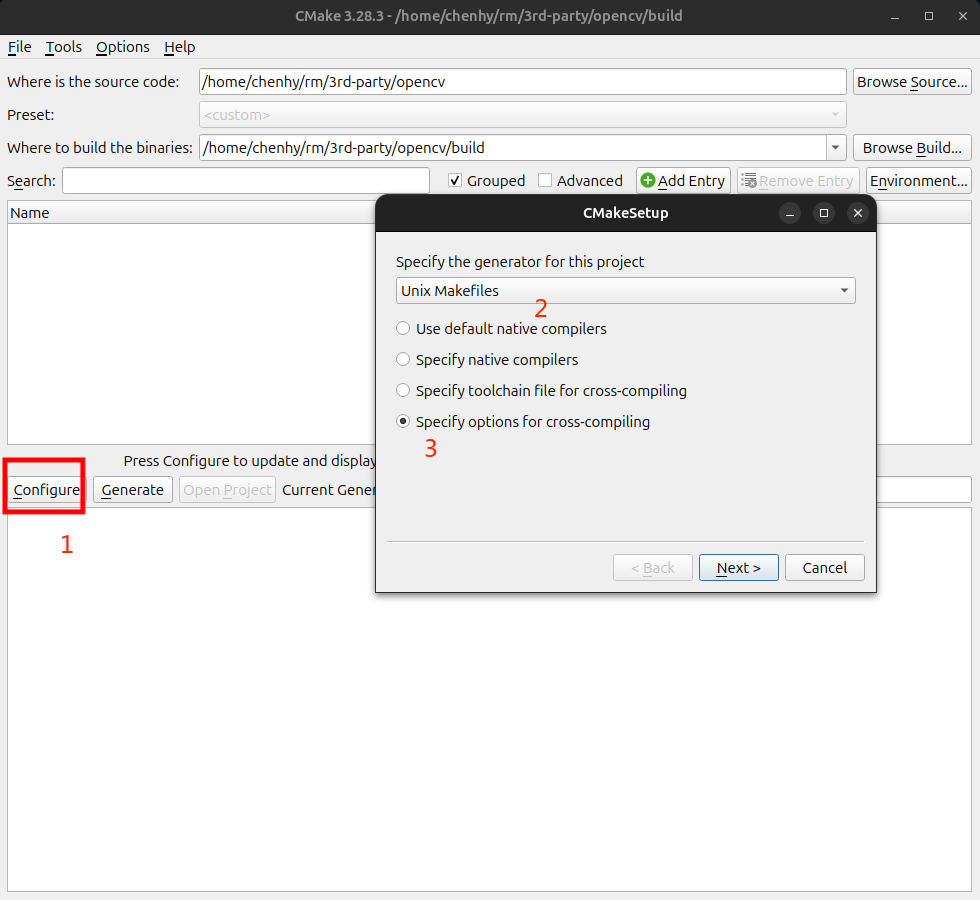 CMake 3.28.3 - /home/chenhy/rm/3rd-party/opencv/build
File Tools Options Help
Where is the source code: /home/chenhy/rm/3rd-party/opencv Browse Source...
Preset: <custom>
Where to build the binaries: /home/chenhy/rm/3rd-party/opencv/build Browse Build...
Search: Grouped Advanced Add Entry Remove Entry Environment...
Name
CMakeSetup
Specify the generator for this project
Unix Makefiles
2
Use default native compilers
Specify native compilers
Specify toolchain file for cross-compiling
Specify options for cross-compiling
3
< Back Next > Cancel
Press Configure to update and display
Configure Generate Open Project Current Gener
1